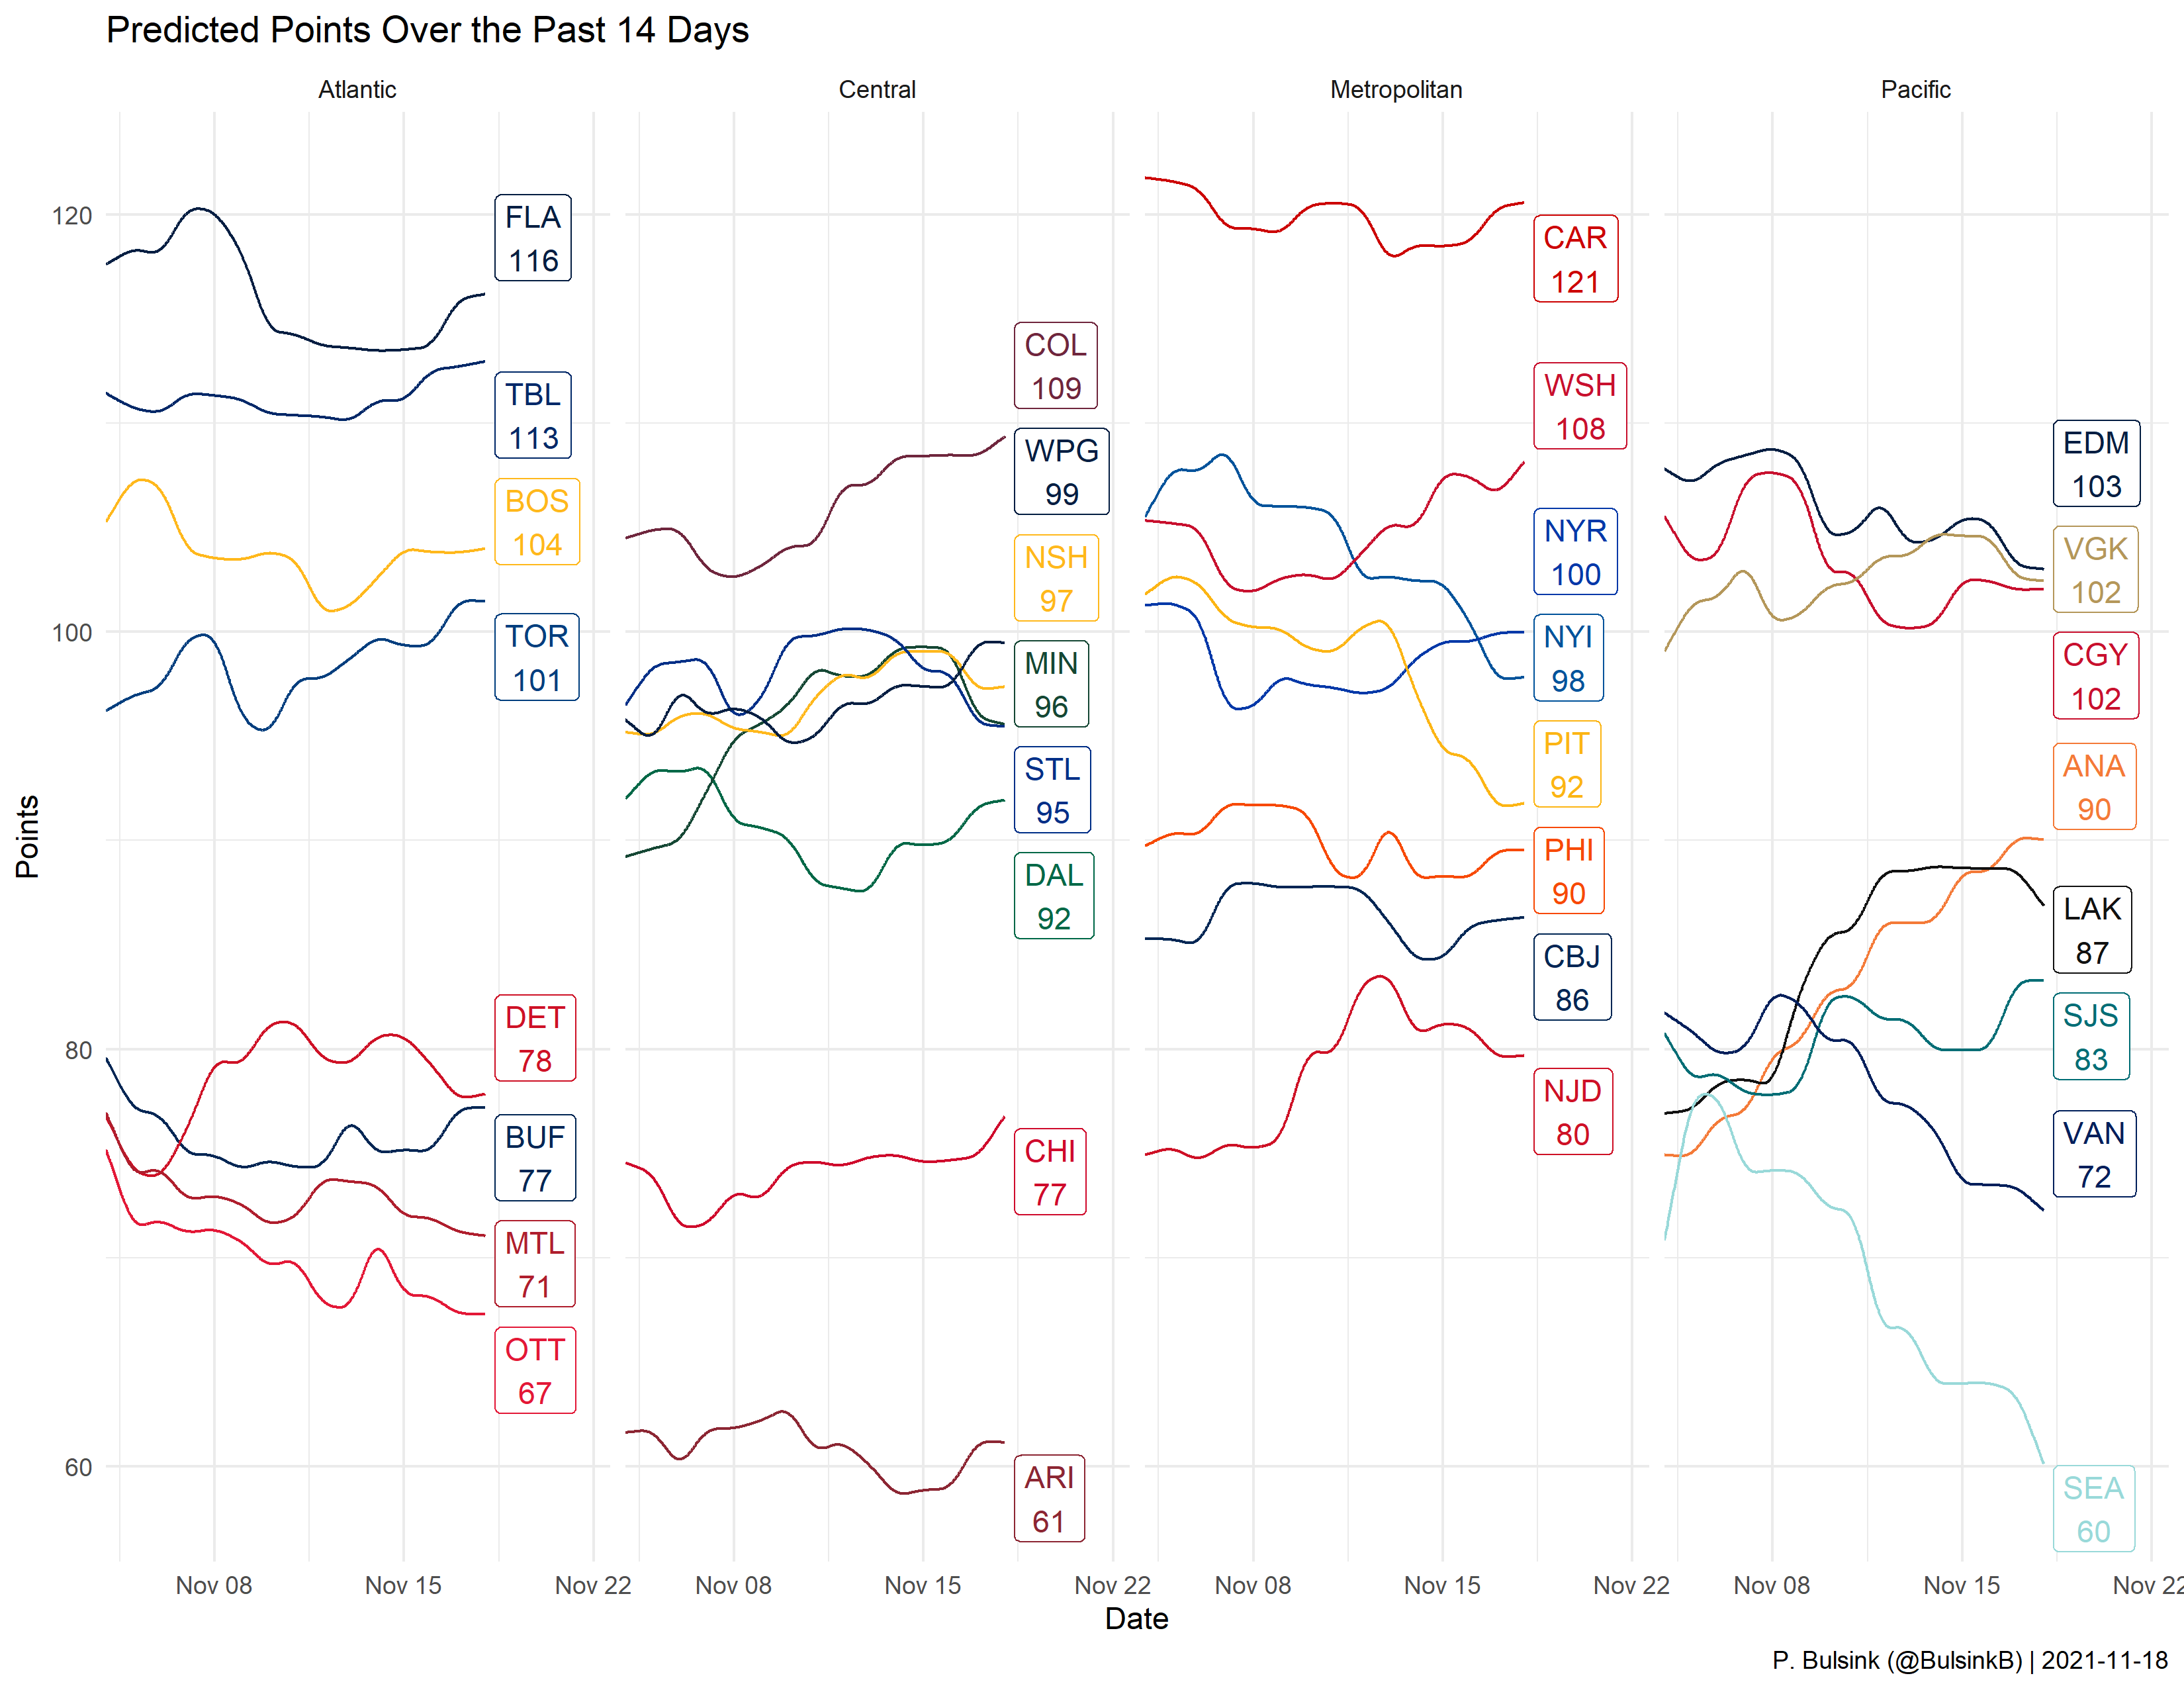 Predicted Points Over the Past 14 Days
Atlantic
Central
Metropolitan
Pacific
Points
120
100
80
60
FLA
116
TBL
113
BOS
104
TOR
101
DET
78
BUF
77
MTL
71
OTT
67
COL
109
WPG
99
NSH
97
MIN
96
STL
95
DAL
92
CHI
77
ARI
61
CAR
121
WSH
108
NYR
100
NYI
98
PIT
92
PHI
90
CBJ
86
NJD
80
EDM
103
VGK
102
CGY
102
ANA
90
LAK
87
SJS
83
VAN
72
SEA
60
Nov 08 Nov 15 Nov 22
Nov 08 Nov 15 Nov 22
Nov 08 Nov 15 Nov 22
Nov 08 Nov 15 Nov 22
Date
P. Bulsink (@BulsinkB) | 2021-11-18